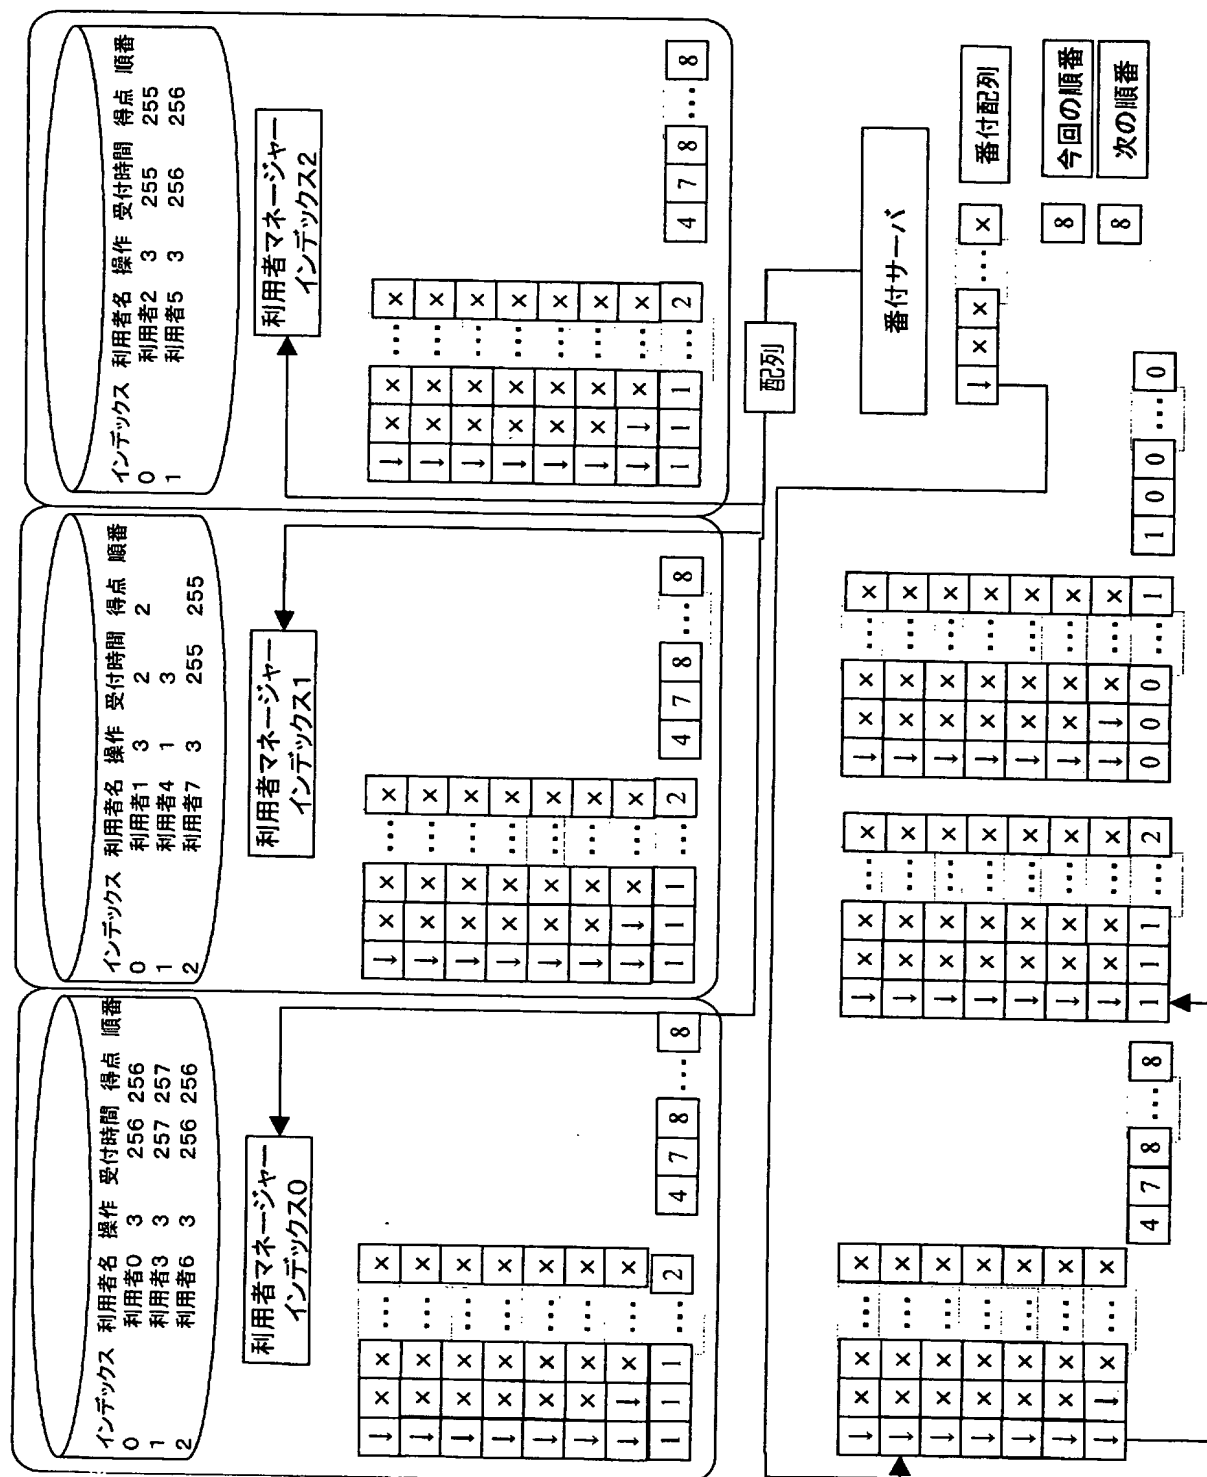 インデックス 利用者名 操作 受付時間 得点 順番
0 利用者0 3 256 256
1 利用者3 3 257 257
2 利用者6 3 256 256
利用者マネージャー
インデックス0
↓ × × … ×
↓ × × … ×
↓ × × … ×
↓ × × … ×
↓ × × … ×
↓ × × … ×
↓ ↓ × … ×
1 1 1 … 2
4 7 8 … 8
インデックス 利用者名 操作 受付時間 得点 順番
0 利用者1 3 2 2
1 利用者4 1 3
2 利用者7 3 255 255
利用者マネージャー
インデックス1
↓ × × … ×
↓ × × … ×
↓ × × … ×
↓ × × … ×
↓ × × … ×
↓ × × … ×
↓ ↓ × … ×
1 1 1 … 2
4 7 8 … 8
インデックス 利用者名 操作 受付時間 得点 順番
0 利用者2 3 255 255
1 利用者5 3 256 256
利用者マネージャー
インデックス2
↓ × × … ×
↓ × × … ×
↓ × × … ×
↓ × × … ×
↓ × × … ×
↓ × × … ×
↓ ↓ × … ×
1 1 1 … 2
4 7 8 … 8
配列
番付サーバ
↓ × × … × 番付配列
8 今回の順番
8 次の順番
↓ × × … ×
↓ × × … ×
↓ × × … ×
↓ × × … ×
↓ × × … ×
↓ × × … ×
↓ ↓ × … ×
4 7 8 … 8
↓ × × … ×
↓ × × … ×
↓ × × … ×
↓ × × … ×
↓ × × … ×
↓ × × … ×
↓ × × … ×
1 1 1 … 2
↓ × × … ×
↓ × × … ×
↓ × × … ×
↓ × × … ×
↓ × × … ×
↓ × × … ×
↓ ↓ × … ×
0 0 0 … 1
1 0 0 … 0